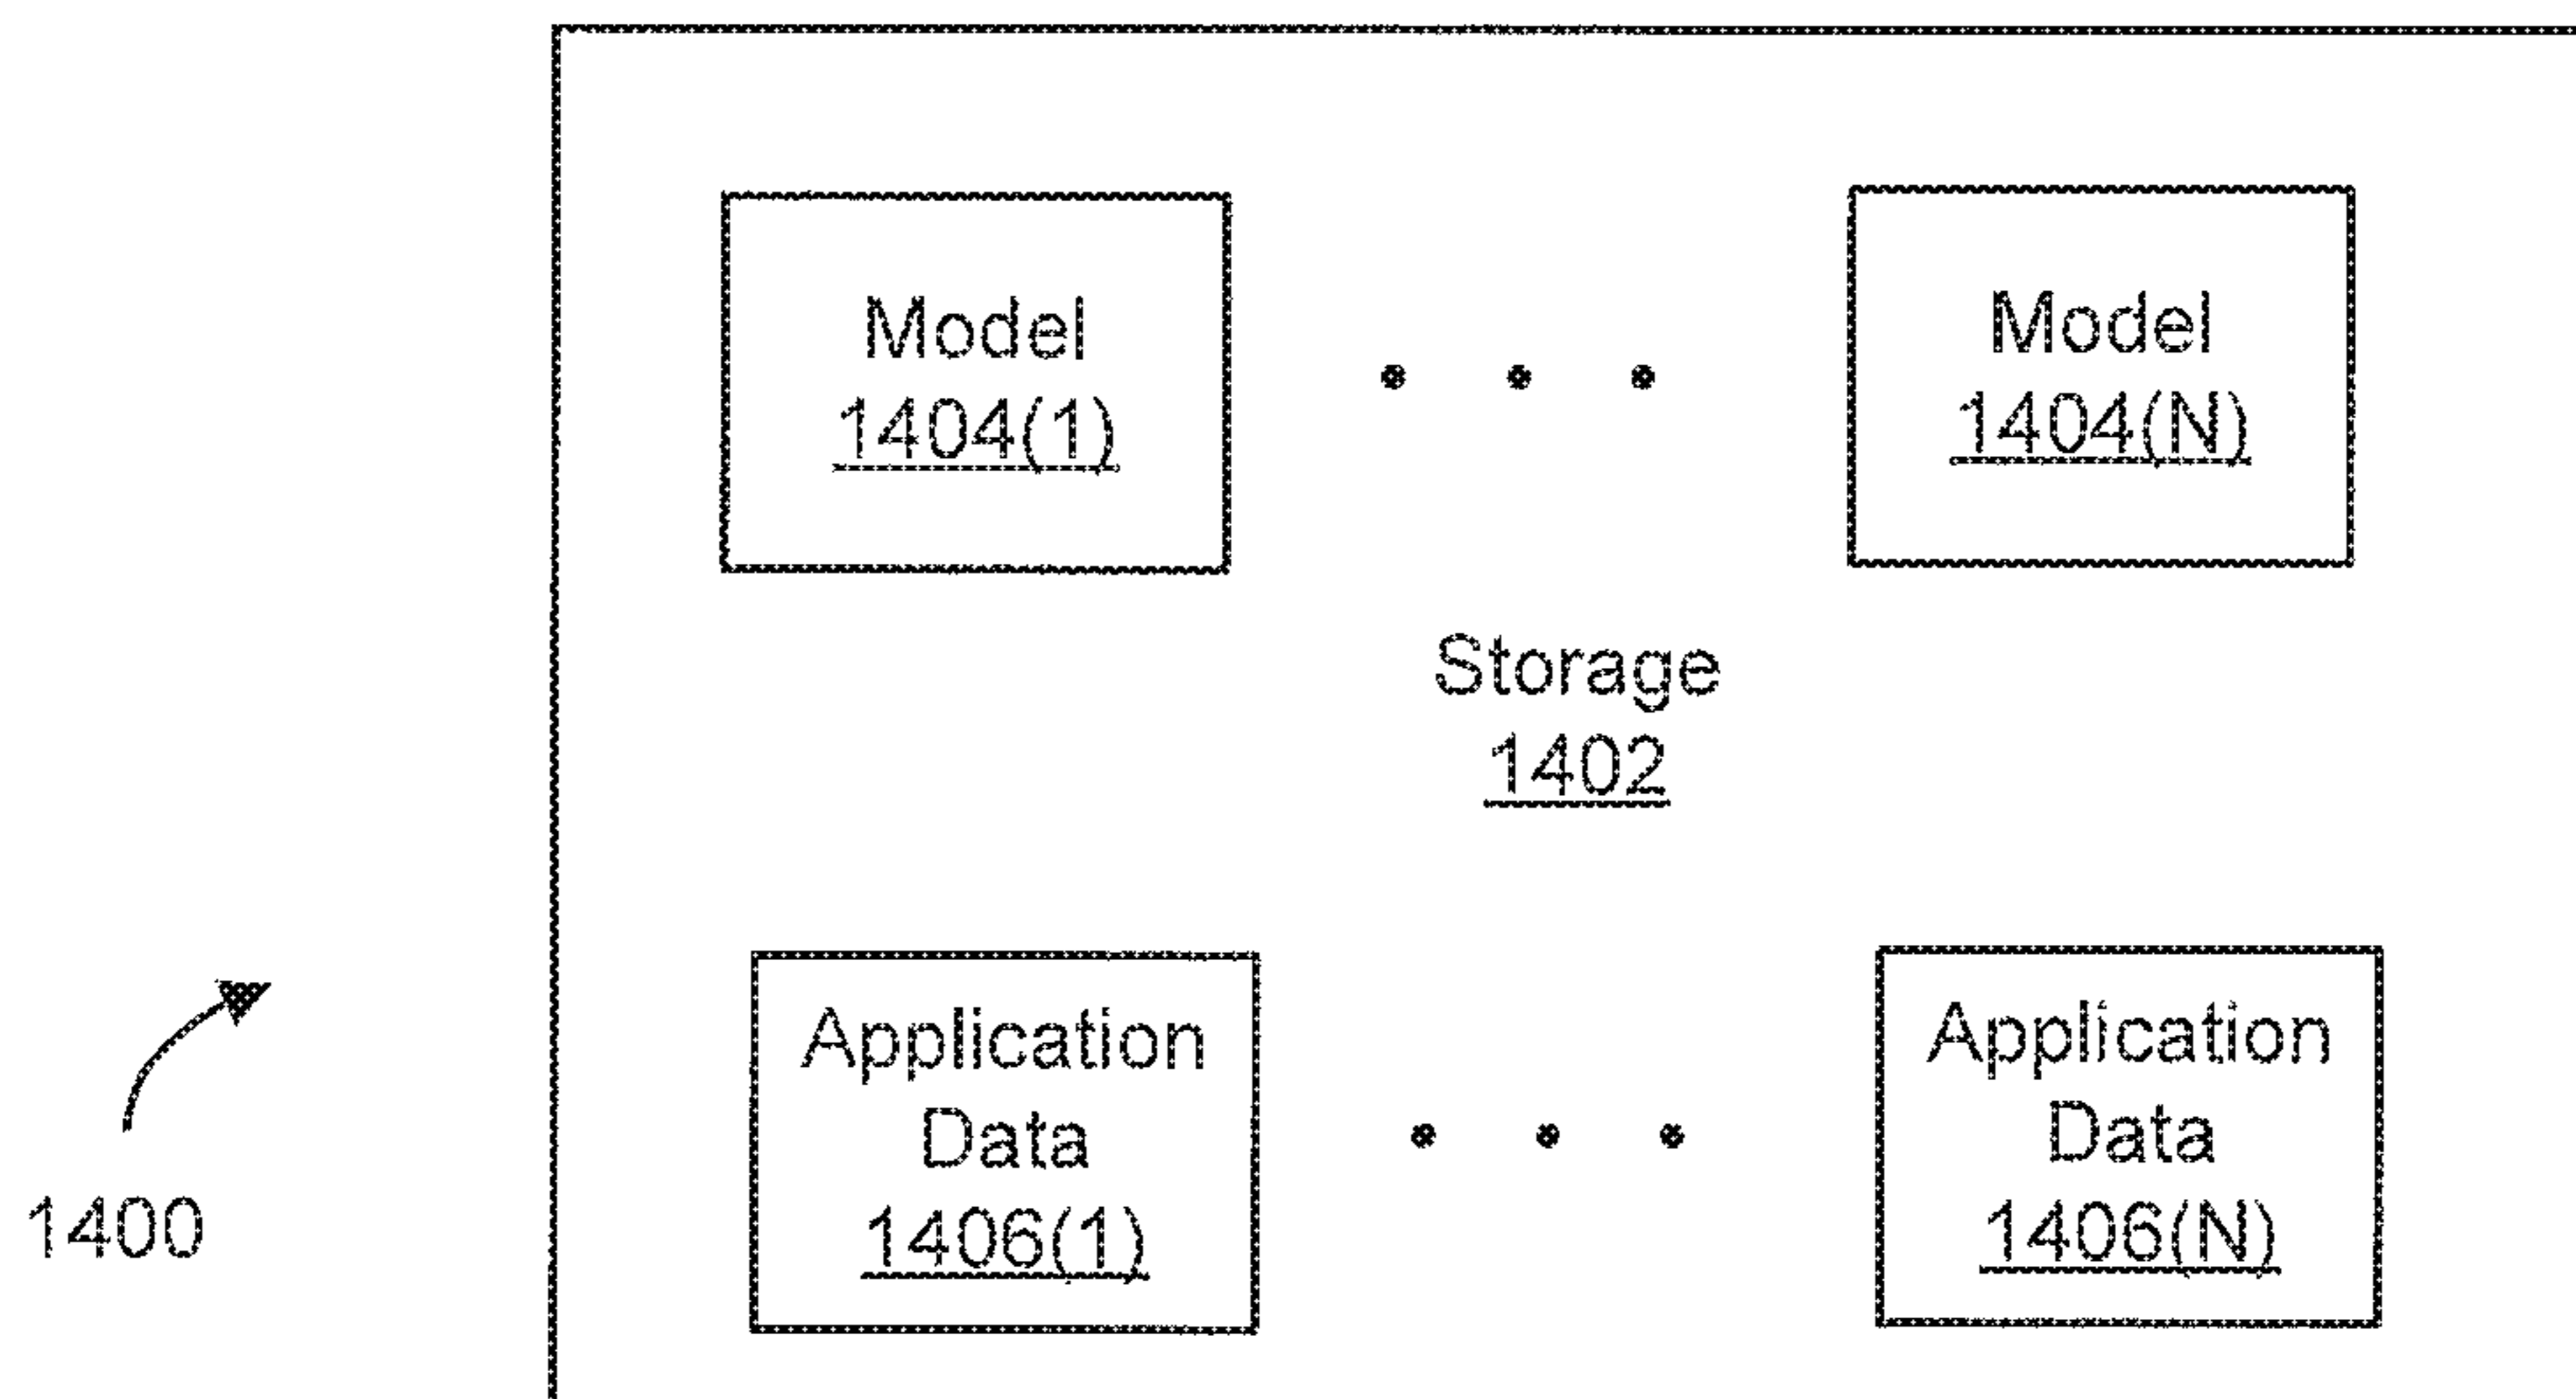 Model
1404(1)
Model
1404(N)
Storage
1402
Application
Data
1406(1)
Application
Data
1406(N)
1400